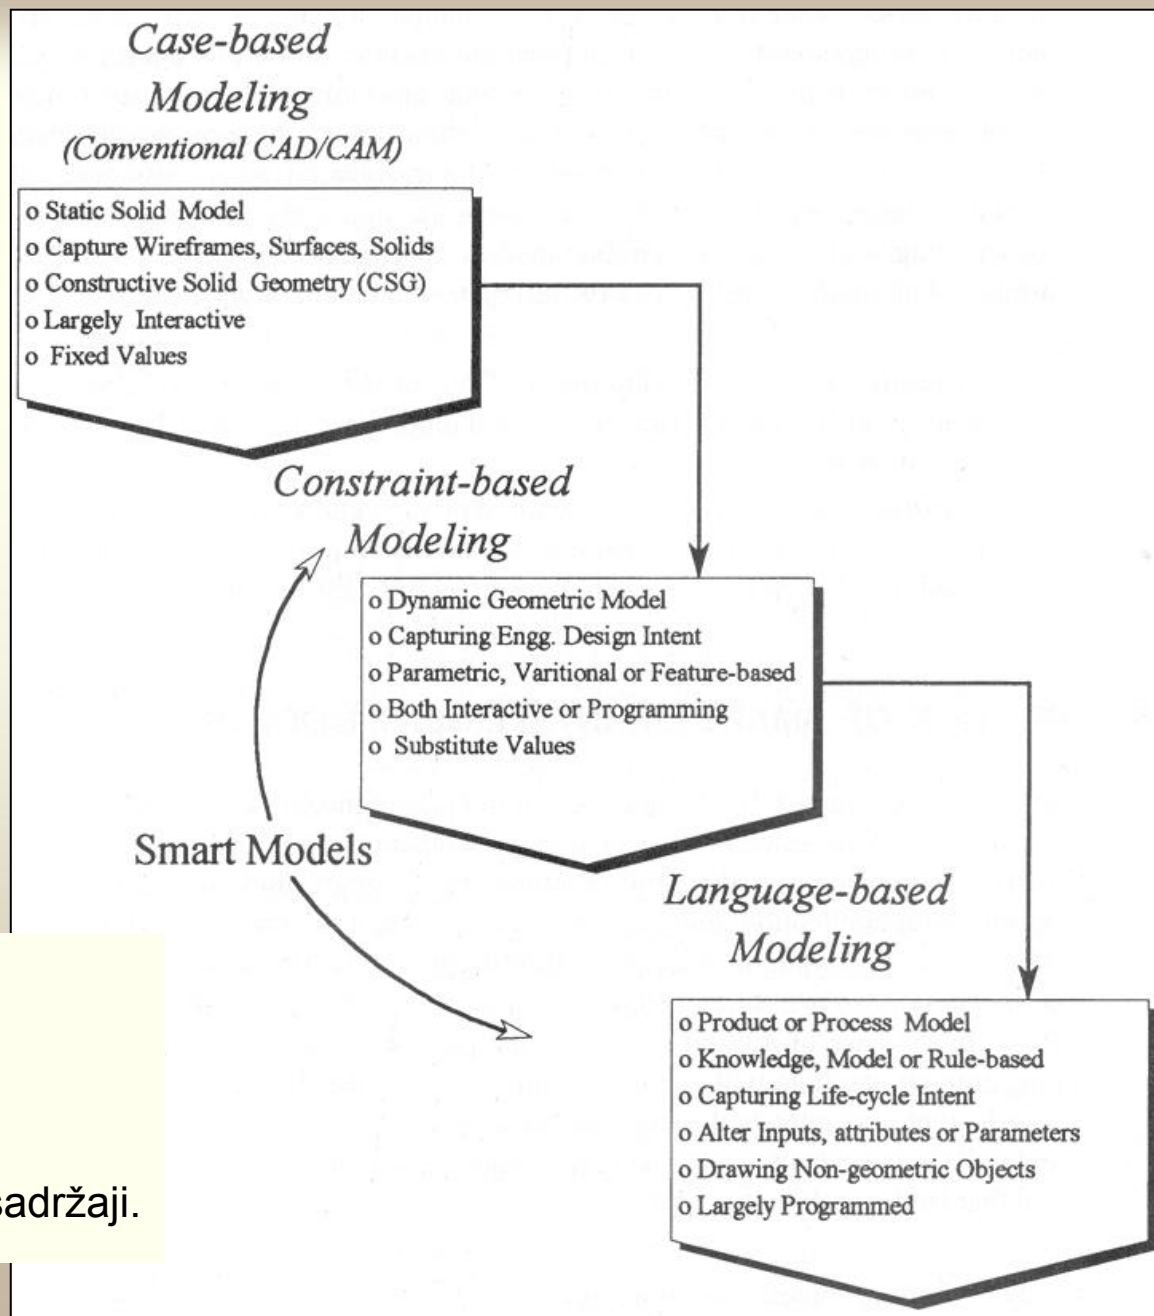 Case-based
Modeling
(Conventional CAD/CAM)
o Static Solid Model
o Capture Wireframes, Surfaces, Solids
o Constructive Solid Geometry (CSG)
o Largely Interactive
o Fixed Values
Constraint-based
Modeling
o Dynamic Geometric Model
o Capturing Engg. Design Intent
o Parametric, Varitional or Feature-based
o Both Interactive or Programming
o Substitute Values
Smart Models
Language-based
Modeling
o Product or Process Model
o Knowledge, Model or Rule-based
o Capturing Life-cycle Intent
o Alter Inputs, attributes or Parameters
o Drawing Non-geometric Objects
o Largely Programmed
sadržaji.